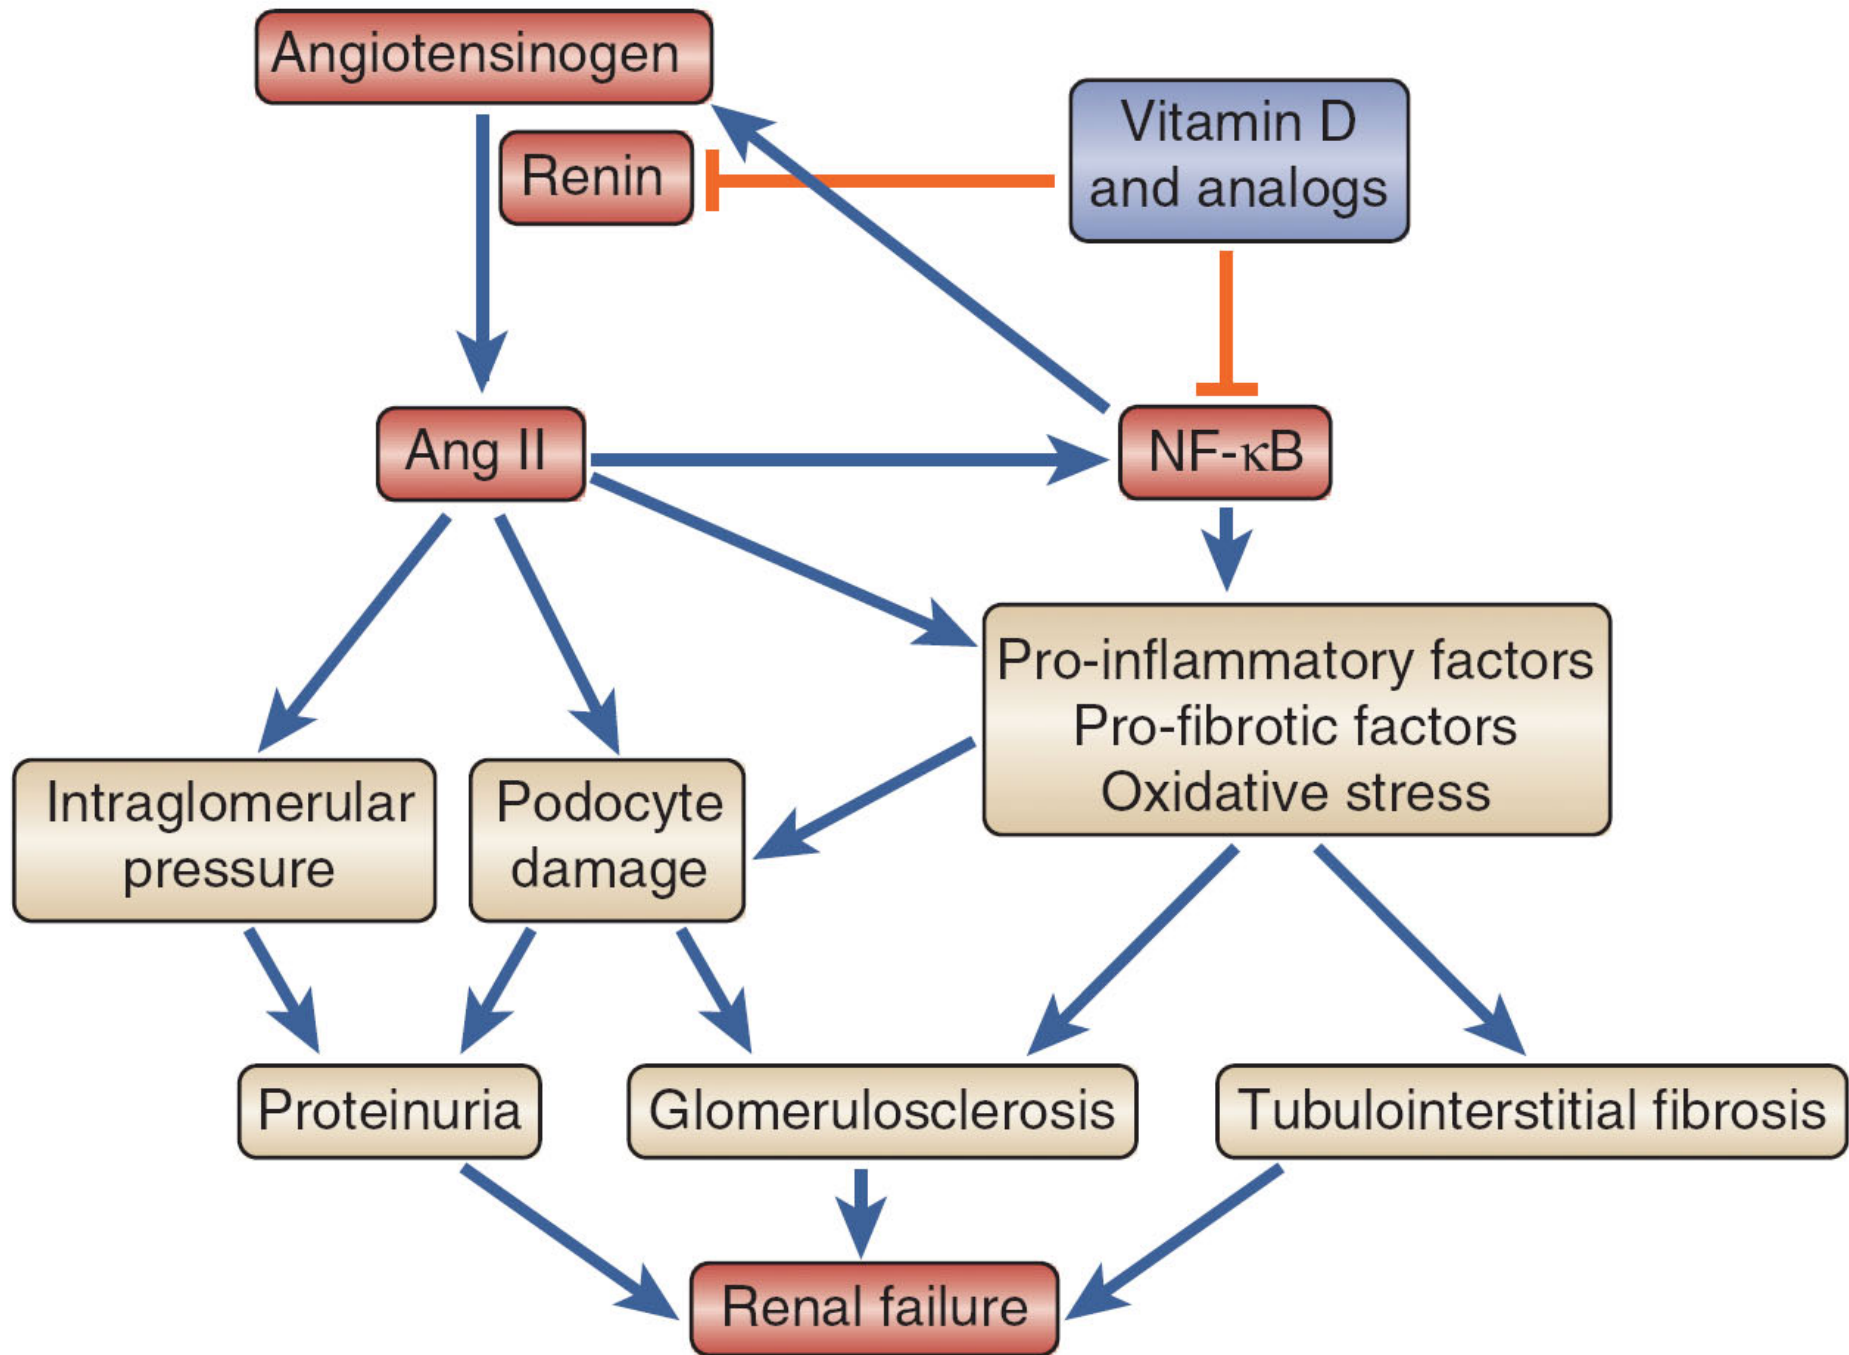 Angiotensinogen
Renin
Vitamin D
and analogs
Ang II
NF-κB
Pro-inflammatory factors
Pro-fibrotic factors
Oxidative stress
Intraglomerular
pressure
Podocyte
damage
Proteinuria
Glomerulosclerosis
Tubulointerstitial fibrosis
Renal failure